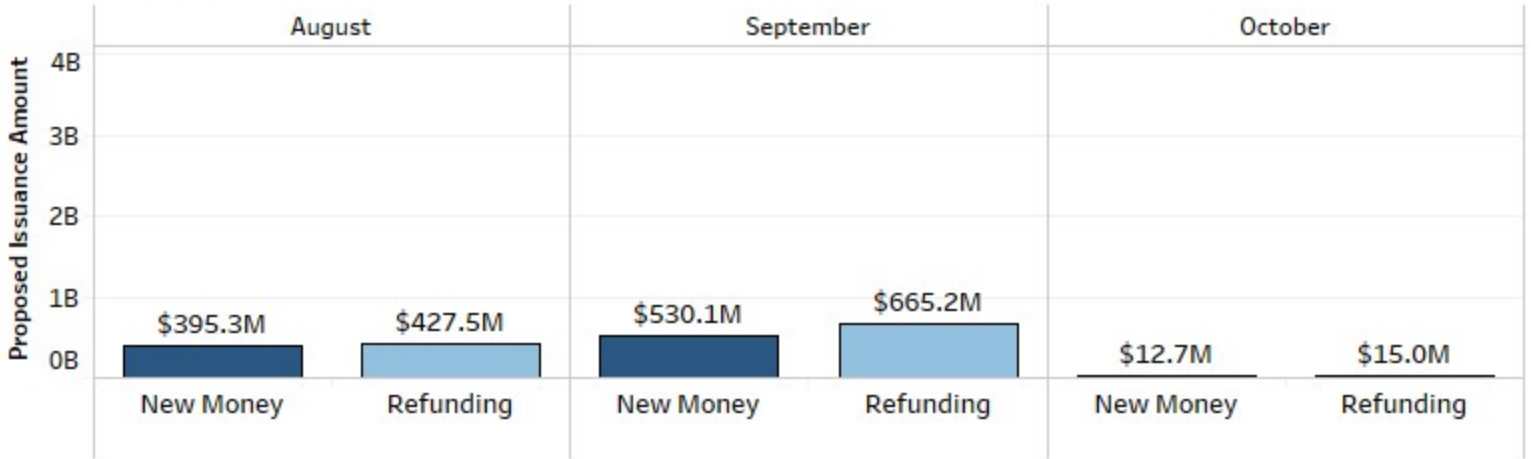 August September October
Proposed Issuance Amount
4B
3B
2B
1B
0B
$395.3M $427.5M $530.1M $665.2M $12.7M $15.0M
New Money Refunding New Money Refunding New Money Refunding